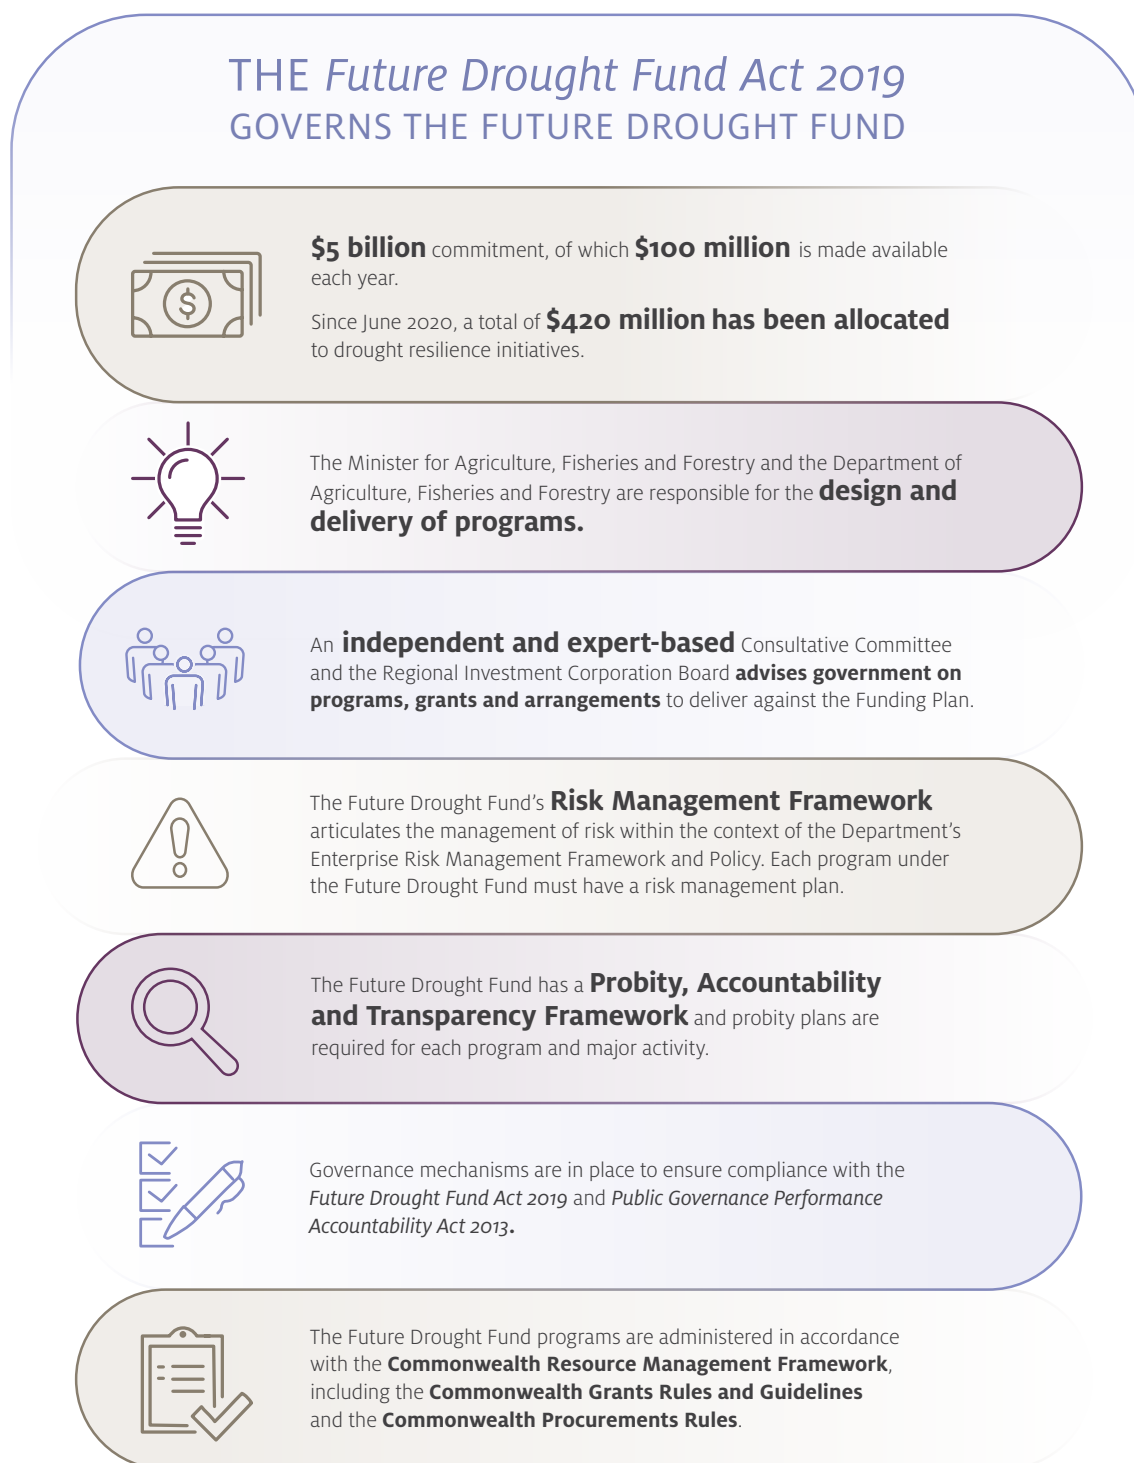 THE Future Drought Fund Act 2019
GOVERNS THE FUTURE DROUGHT FUND
$5 billion commitment, of which $100 million is made available
each year.
Since June 2020, a total of $420 million has been allocated
to drought resilience initiatives.
The Minister for Agriculture, Fisheries and Forestry and the Department of
Agriculture, Fisheries and Forestry are responsible for the design and
delivery of programs.
An independent and expert-based Consultative Committee
and the Regional Investment Corporation Board advises government on
programs, grants and arrangements to deliver against the Funding Plan.
The Future Drought Fund’s Risk Management Framework
articulates the management of risk within the context of the Department’s
Enterprise Risk Management Framework and Policy. Each program under
the Future Drought Fund must have a risk management plan.
The Future Drought Fund has a Probity, Accountability
and Transparency Framework and probity plans are
required for each program and major activity.
Governance mechanisms are in place to ensure compliance with the
Future Drought Fund Act 2019 and Public Governance Performance
Accountability Act 2013.
The Future Drought Fund programs are administered in accordance
with the Commonwealth Resource Management Framework,
including the Commonwealth Grants Rules and Guidelines
and the Commonwealth Procurements Rules.